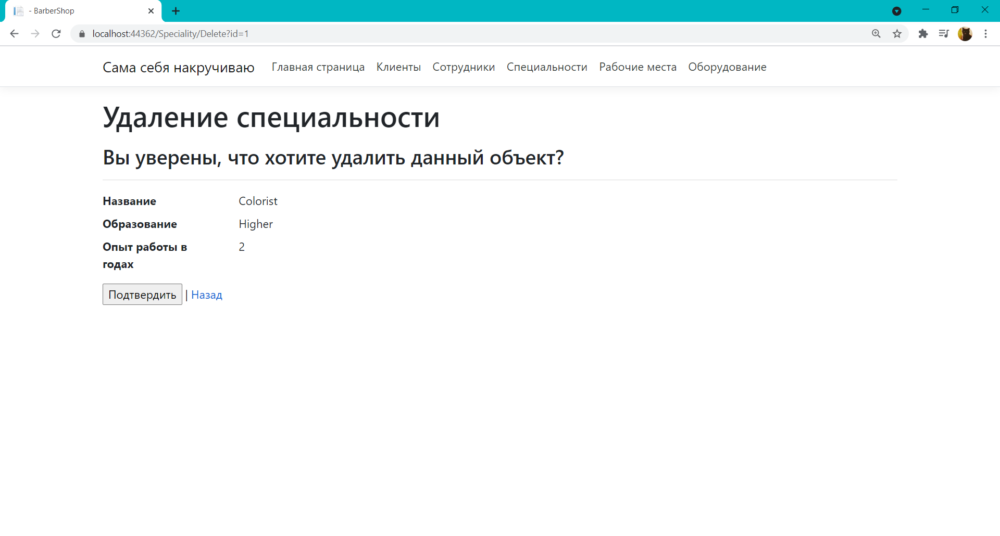 - BarberShop
localhost:44362/Speciality/Delete?id=1
Сама себя накручиваю Главная страница Клиенты Сотрудники Специальности Рабочие места Оборудование
Удаление специальности
Вы уверены, что хотите удалить данный объект?
Название Colorist
Образование Higher
Опыт работы в 2
годах
Подтвердить | Назад